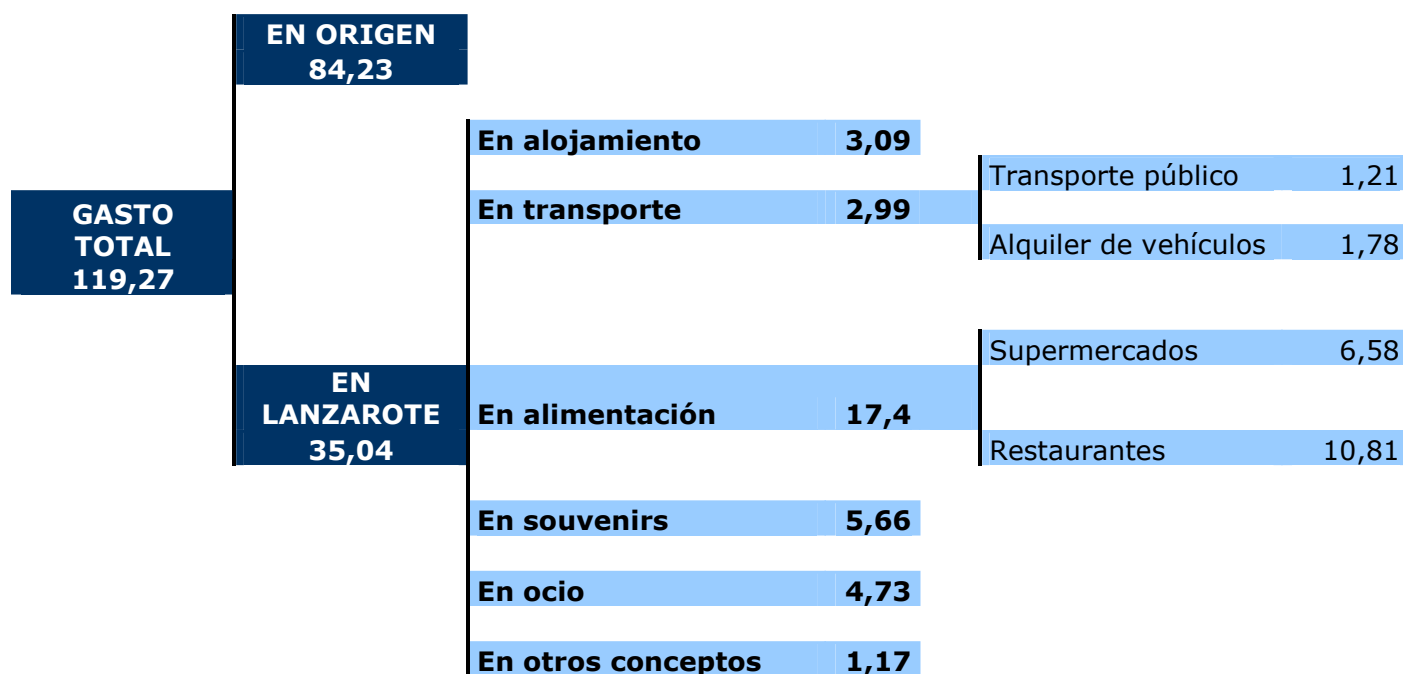 EN ORIGEN
84,23
En alojamiento 3,09
Transporte público 1,21
GASTO
TOTAL
119,27
En transporte 2,99
Alquiler de vehículos 1,78
Supermercados 6,58
EN
LANZAROTE
35,04
En alimentación 17,4
Restaurantes 10,81
En souvenirs 5,66
En ocio 4,73
En otros conceptos 1,17